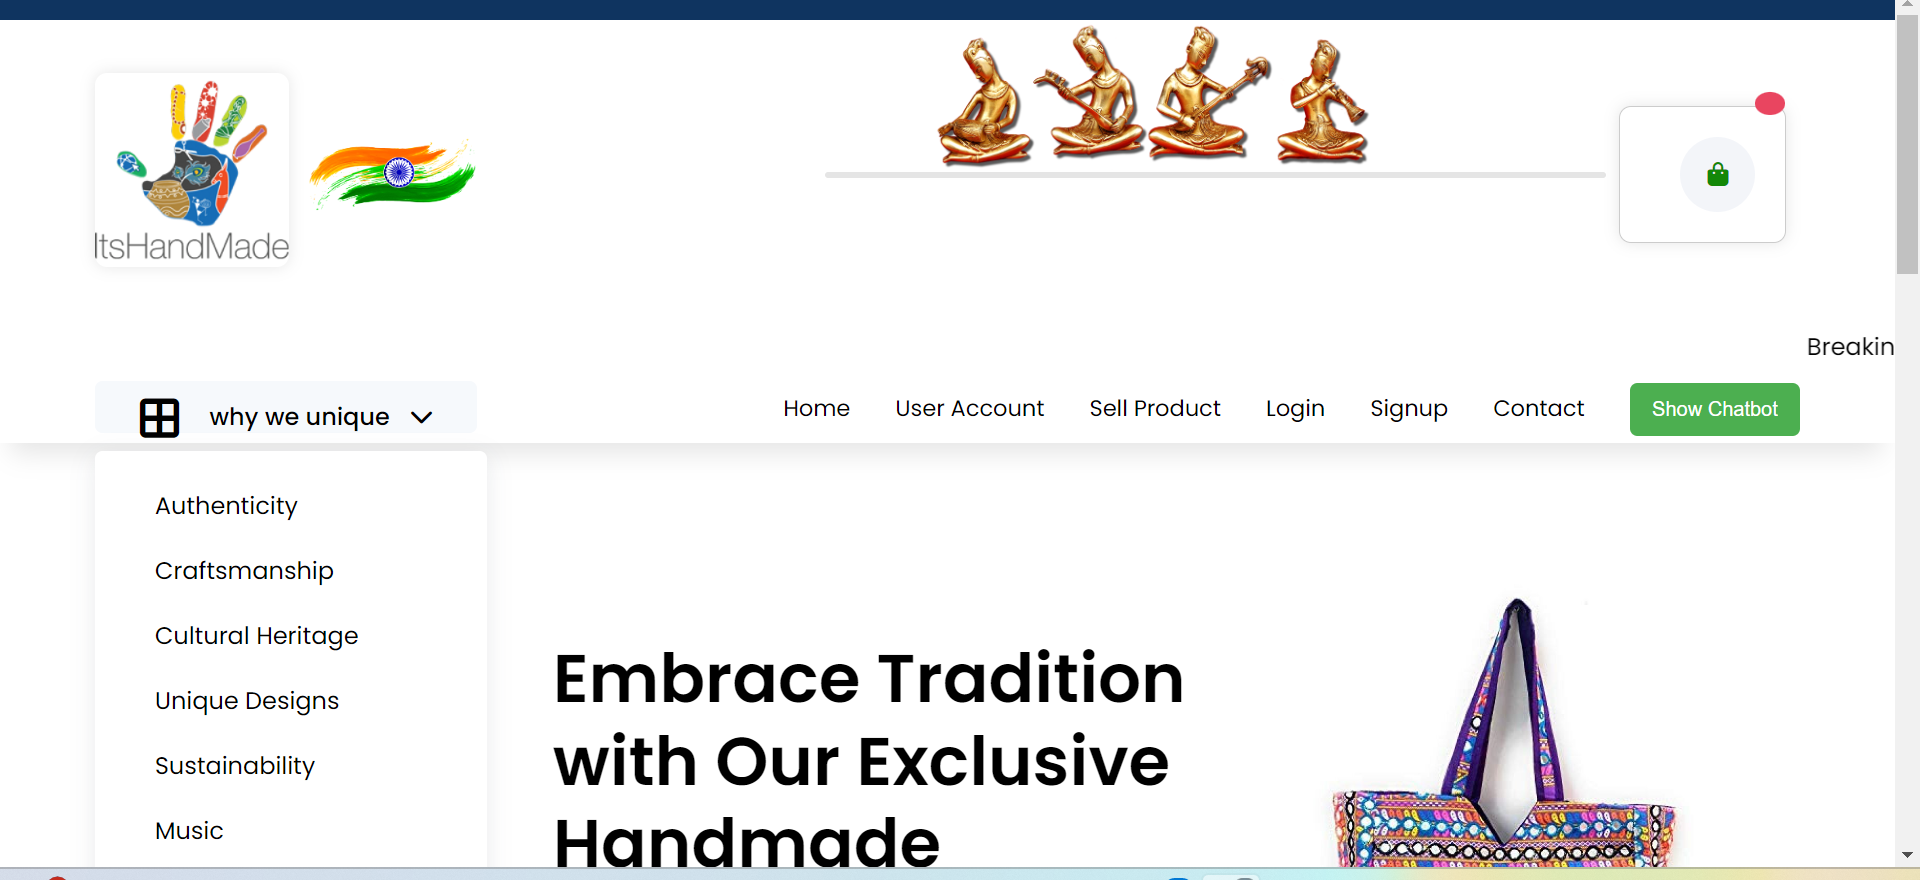 ItsHandMade
Breakin
why we unique
Home User Account Sell Product Login Signup Contact Show Chatbot
Authenticity
Craftsmanship
Cultural Heritage
Unique Designs
Sustainability
Music
Embrace Tradition
with Our Exclusive
Handmade